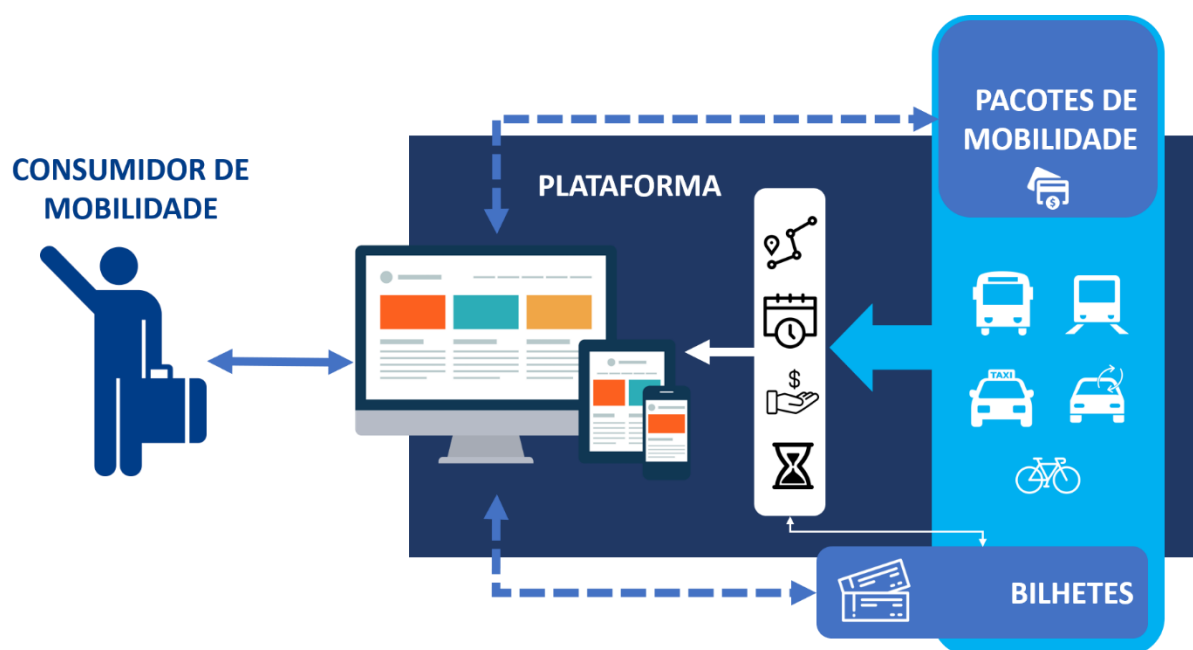 PACOTES DE
MOBILIDADE
CONSUMIDOR DE
MOBILIDADE
PLATAFORMA
$
$
TAXI
BILHETES